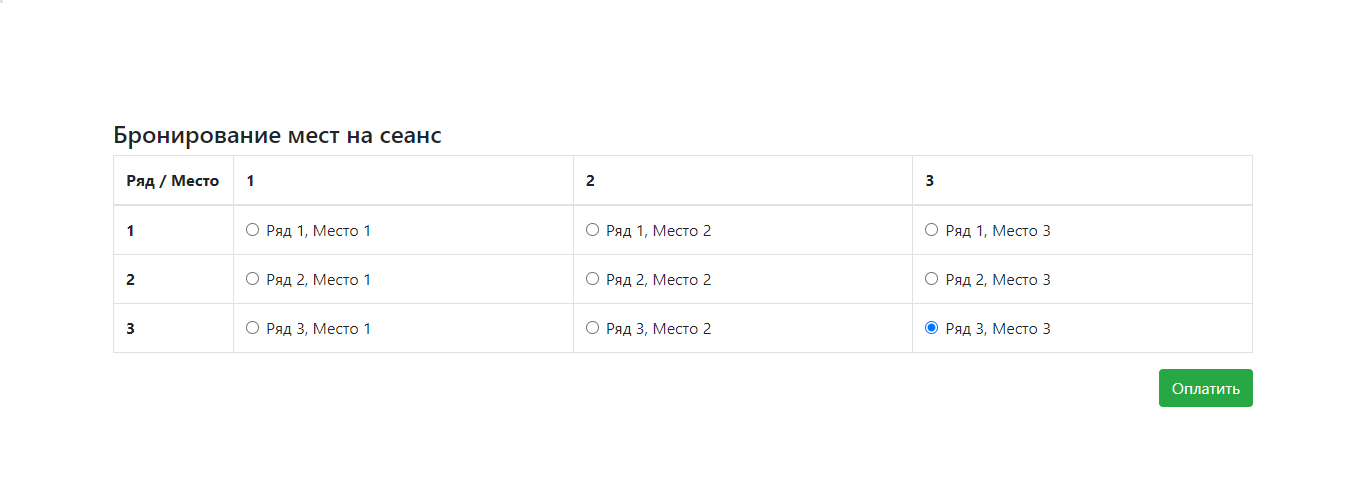 Бронирование мест на сеанс
Ряд / Место 1 2 3
1 Ряд 1, Место 1 Ряд 1, Место 2 Ряд 1, Место 3
2 Ряд 2, Место 1 Ряд 2, Место 2 Ряд 2, Место 3
3 Ряд 3, Место 1 Ряд 3, Место 2 Ряд 3, Место 3
Оплатить